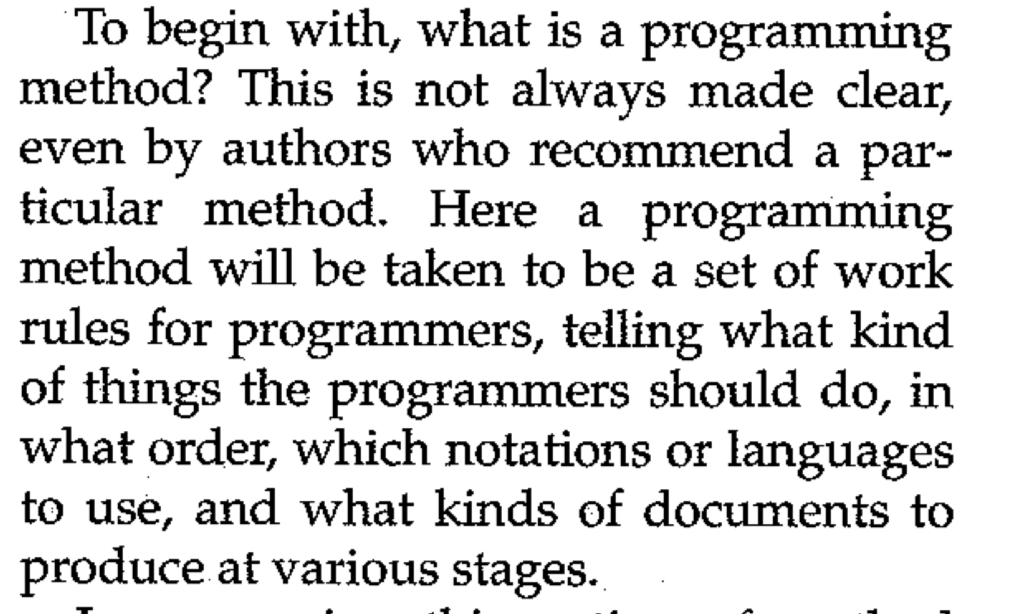 To begin with, what is a programming
method? This is not always made clear,
even by authors who recommend a par-
ticular method. Here a programming
method will be taken to be a set of work
rules for programmers, telling what kind
of things the programmers should do, in
what order, which notations or languages
to use, and what kinds of documents to
produce at various stages.